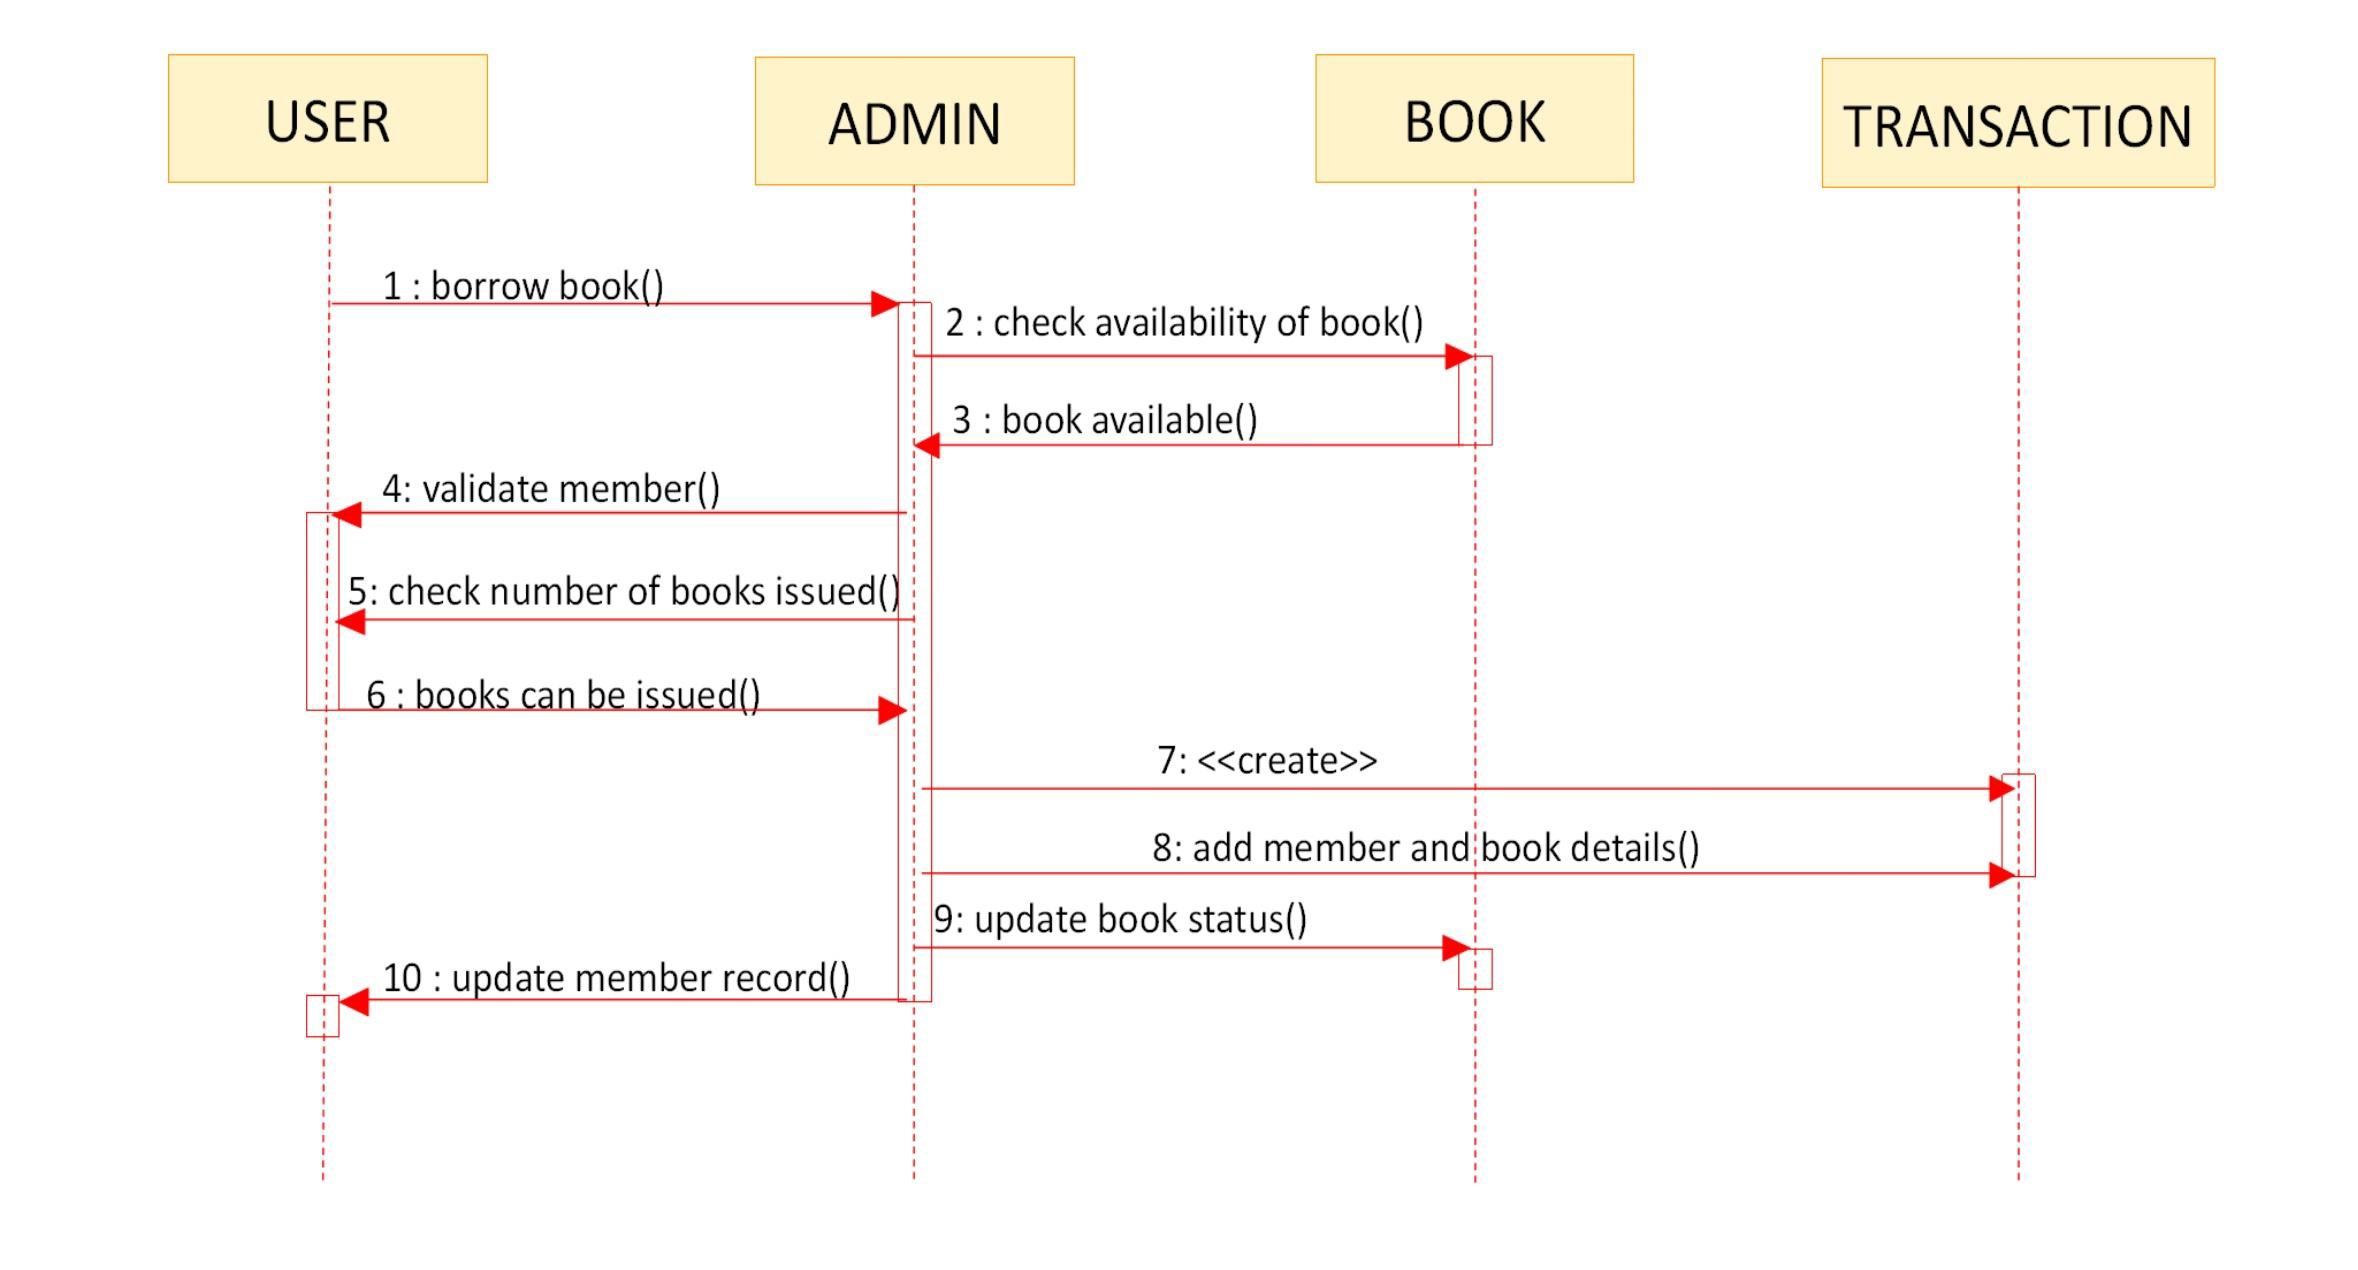 USER
ADMIN
BOOK
TRANSACTION
1 : borrow book()
2 : check availability of book()
3 : book available()
4: validate member()
5: check number of books issued()
6 : books can be issued()
7: <<create>>
8: add member and book details()
9: update book status()
10 : update member record()